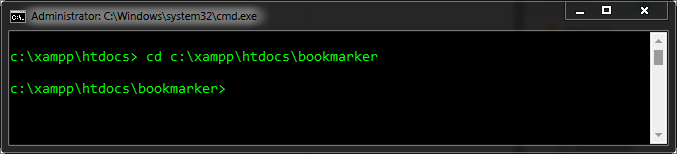 Administrator: C:\Windows\system32\cmd.exe
c:\xampp\htdocs> cd c:\xampp\htdocs\bookmarker
c:\xampp\htdocs\bookmarker>